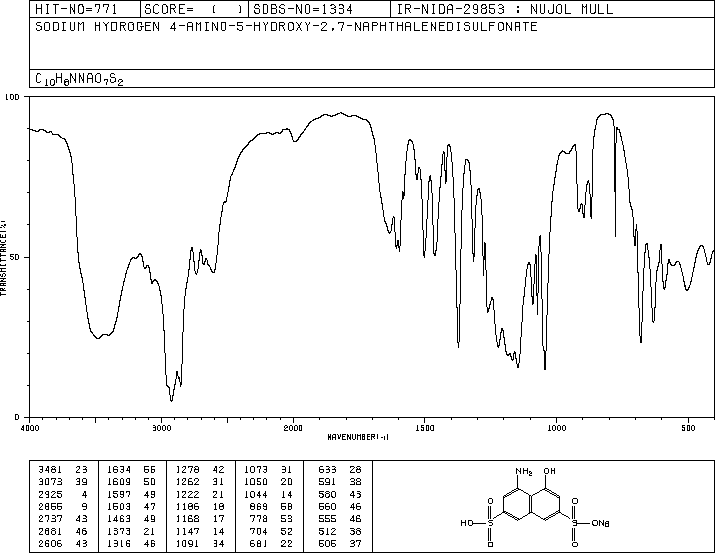 HIT-NO=771 SCORE= ( ) SDBS-NO=1334 IR-NIDA-29853 : NUJOL MULL
SODIUM HYDROGEN 4-AMINO-5-HYDROXY-2,7-NAPHTHALENEDISULFONATE
C10H8NNAO7S2
100
50
0
TRANSMITTANCE(%)
4000 3000 2000 1500 1000 500
WAVENUMBER(-1)
3481 23 1634 55 1278 42 1073 31 633 28
3073 39 1609 50 1262 31 1050 20 591 38
2925 4 1597 49 1222 21 1044 14 580 43
2855 9 1503 47 1186 18 869 58 560 46
2737 43 1463 49 1168 17 778 53 555 46
2681 46 1373 21 1147 14 704 52 512 38
2606 43 1316 46 1091 34 681 22 506 37
NH2 OH
O O
HO S S ONa
O O